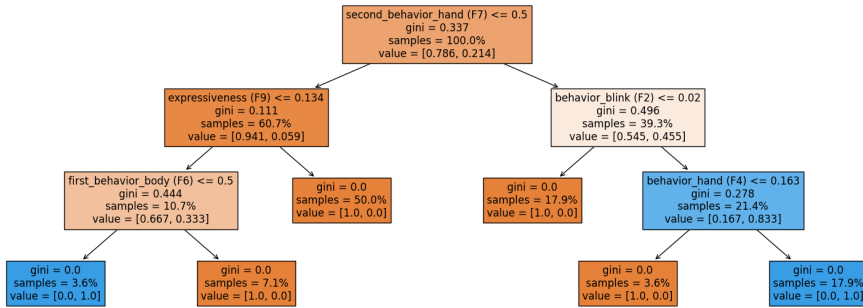 second_behavior_hand (F7) <= 0.5
gini = 0.337
samples = 100.0%
value = [0.786, 0.214]
expressiveness (F9) <= 0.134
gini = 0.111
samples = 60.7%
value = [0.941, 0.059]
behavior_blink (F2) <= 0.02
gini = 0.496
samples = 39.3%
value = [0.545, 0.455]
first_behavior_body (F6) <= 0.5
gini = 0.444
samples = 10.7%
value = [0.667, 0.333]
gini = 0.0
samples = 50.0%
value = [1.0, 0.0]
gini = 0.0
samples = 17.9%
value = [1.0, 0.0]
behavior_hand (F4) <= 0.163
gini = 0.278
samples = 21.4%
value = [0.167, 0.833]
gini = 0.0
samples = 3.6%
value = [0.0, 1.0]
gini = 0.0
samples = 7.1%
value = [1.0, 0.0]
gini = 0.0
samples = 3.6%
value = [1.0, 0.0]
gini = 0.0
samples = 17.9%
value = [0.0, 1.0]